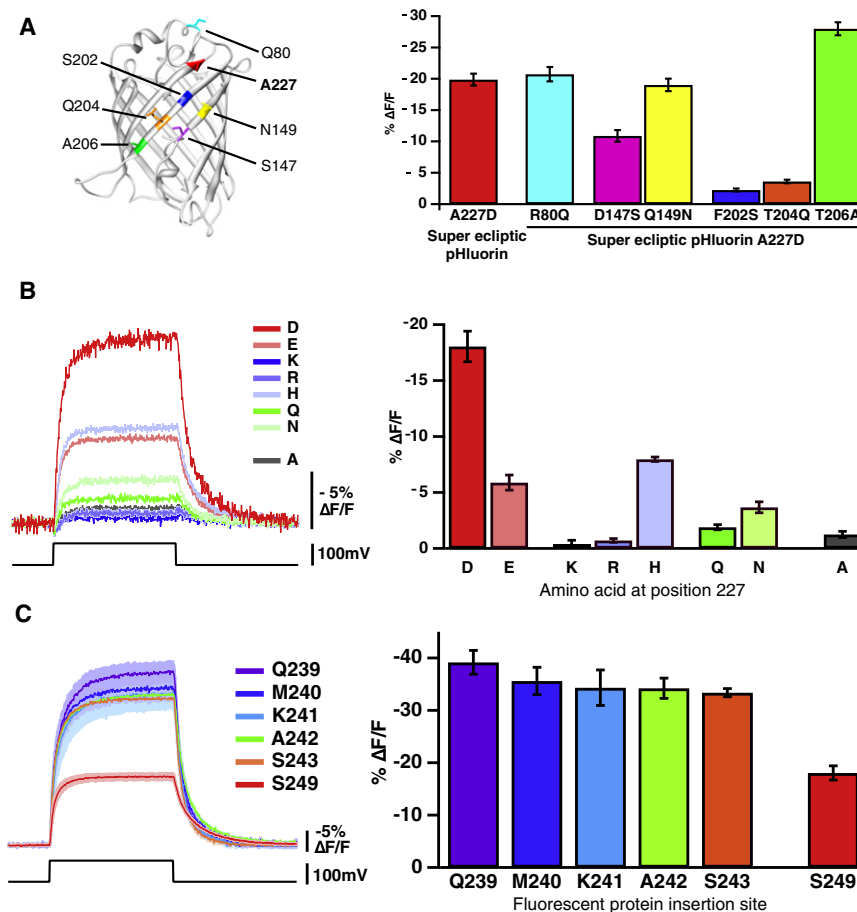 A
Q80
S202
A227
Q204
N149
A206
S147
% ΔF/F
- 30
- 25
- 20
- 15
- 10
- 5
0
A227D R80Q D147S Q149N F202S T204Q T206A
Super ecliptic pHluorin
Super ecliptic pHluorin A227D
B
D
E
K
R
H
Q
N
A
- 5%
ΔF/F
100mV
% ΔF/F
-20
-15
-10
-5
0
D E K R H Q N A
Amino acid at position 227
C
Q239
M240
K241
A242
S243
S249
-5%
ΔF/F
100mV
% ΔF/F
-40
-30
-20
-10
0
Q239 M240 K241 A242 S243 S249
Fluorescent protein insertion site